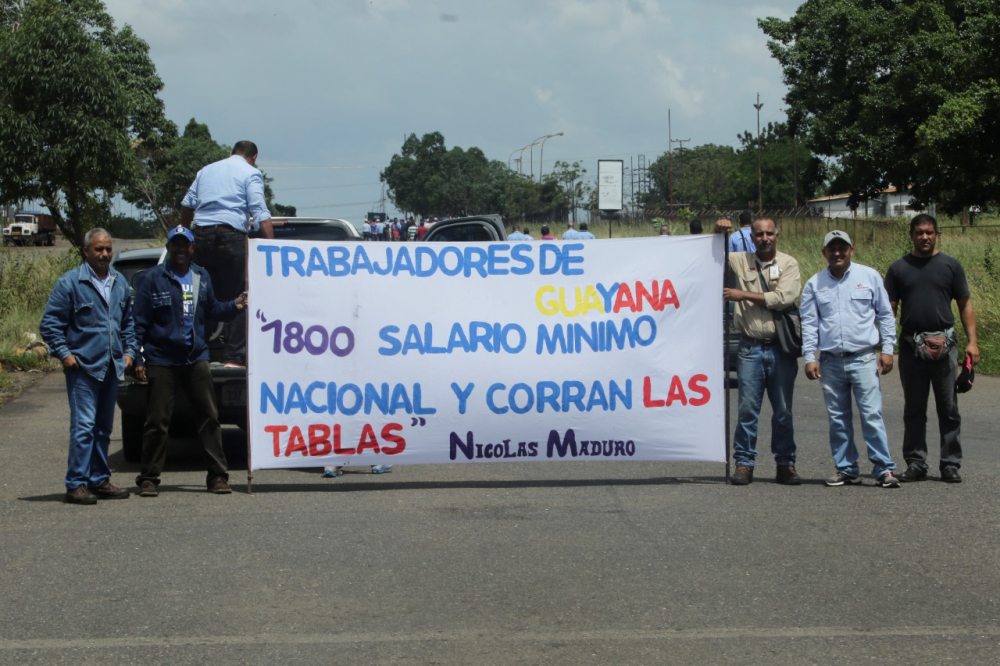 TRABAJADORES DE
GUAYANA
"1800 SALARIO MINIMO
NACIONAL Y CORRAN LAS
TABLAS" NICOLAS MADURO